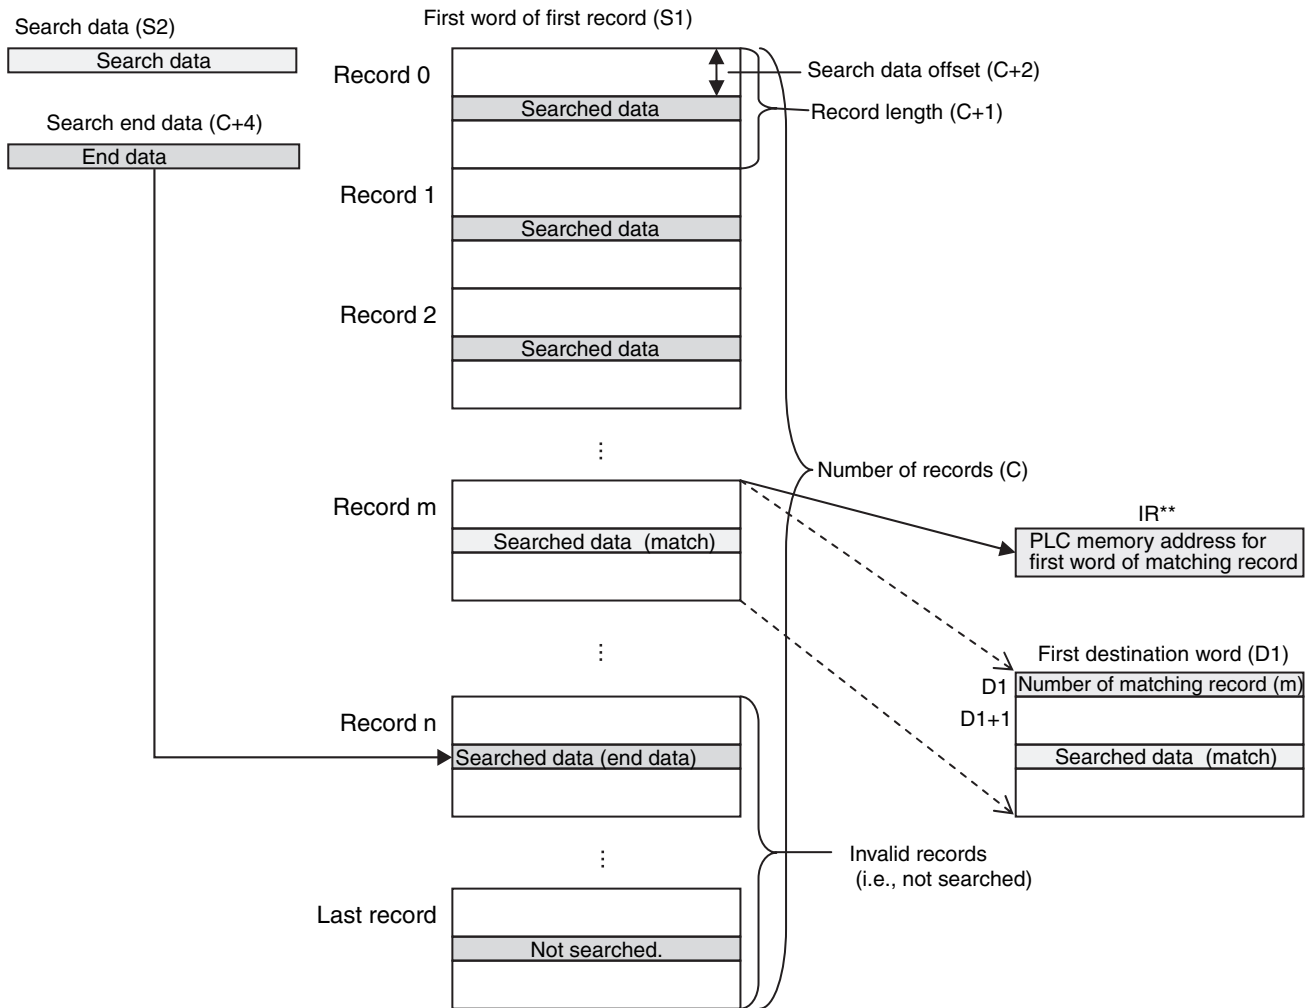 First word of first record (S1)
Search data (S2)
Search data
Record 0
Search data offset (C+2)
Searched data
Record length (C+1)
Search end data (C+4)
End data
Record 1
Searched data
Record 2
Searched data
⋮
Number of records (C)
Record m
Searched data (match)
IR**
PLC memory address for
first word of matching record
⋮
First destination word (D1)
D1
Number of matching record (m)
D1+1
Searched data (match)
Record n
Searched data (end data)
⋮
Invalid records
(i.e., not searched)
Last record
Not searched.